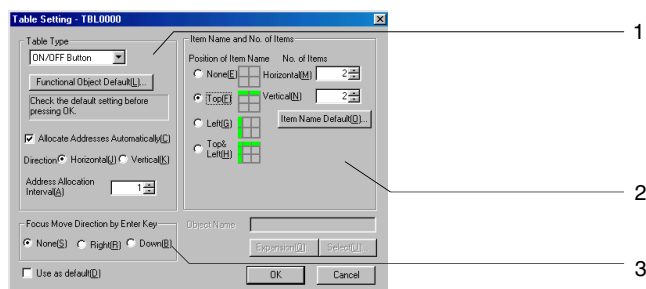 Table Setting - TBL0000
1
Table Type
ON/OFF Button
Functional Object Default(L)...
Check the default setting before
pressing OK.
Allocate Addresses Automatically(C)
Direction Horizontal(J) Vertical(K)
Address Allocation
Interval(A)
1
Item Name and No. of Items
Position of Item Name No. of Items
None(E) Horizontal(M) 2
Top(F) Vertical(N) 2
Item Name Default(O)...
Left(G)
Top&
Left(H)
2
Focus Move Direction by Enter Key
None(S) Right(R) Down(B)
Object Name
Expansion(Q)... Select(U)...
3
Use as default(D)
OK Cancel